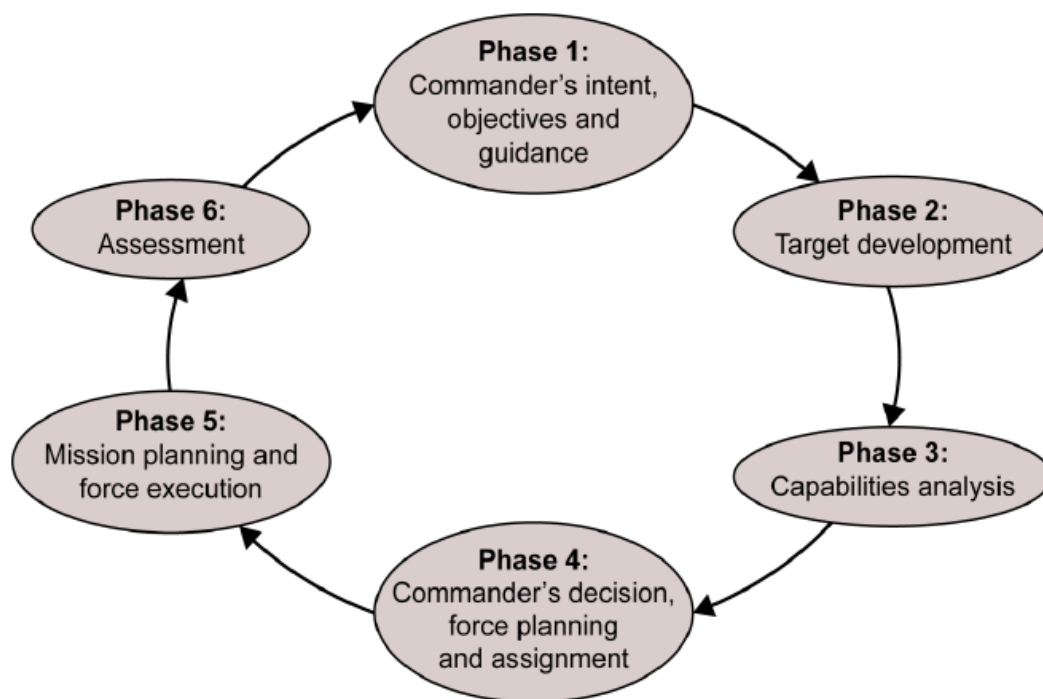 Phase 1:
Commander's intent,
objectives and
guidance
Phase 2:
Target development
Phase 3:
Capabilities analysis
Phase 4:
Commander's decision,
force planning
and assignment
Phase 5:
Mission planning and
force execution
Phase 6:
Assessment